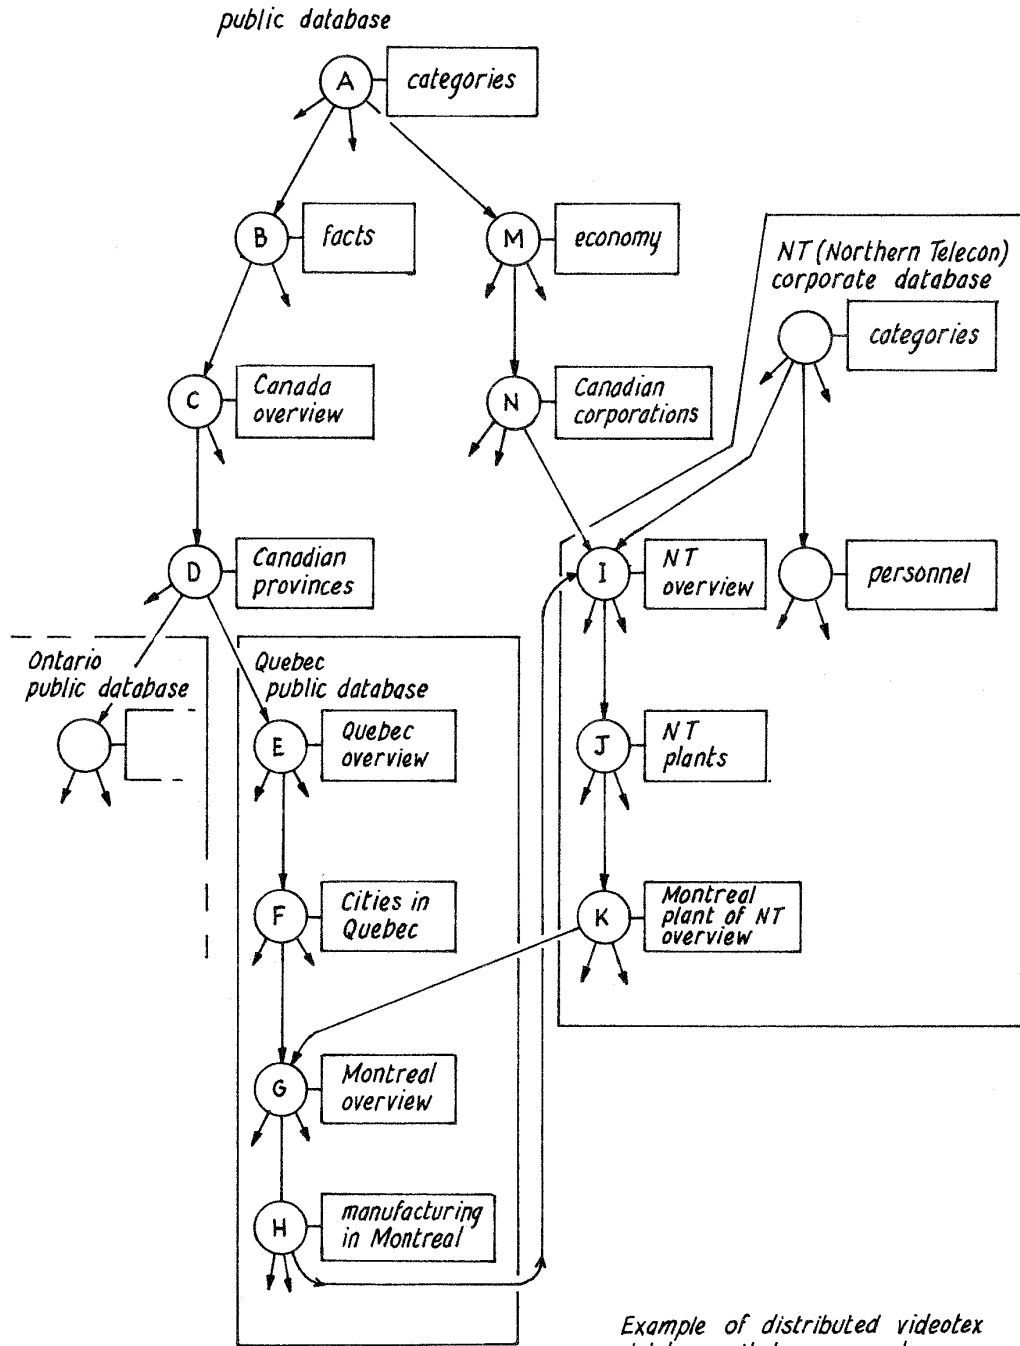 public database
A
categories
B
facts
M
economy
NT (Northern Telecon)
corporate database
categories
C
Canada
overview
N
Canadian
corporations
D
Canadian
provinces
I
NT
overview
personnel
Ontario
public database
Quebec
public database
E
Quebec
overview
J
NT
plants
F
Cities in
Quebec
K
Montreal
plant of NT
overview
G
Montreal
overview
H
manufacturing
in Montreal
Example of distributed videotex